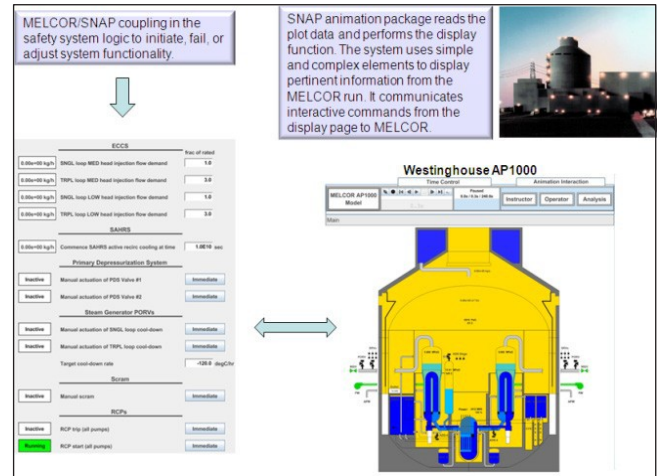 MELCOR/SNAP coupling in the
safety system logic to initiate, fail, or
adjust system functionality.
SNAP animation package reads the
plot data and performs the display
function. The system uses simple
and complex elements to display
pertinent information from the
MELCOR run. It communicates
interactive commands from the
display page to MELCOR.
ECCS
frac of rated
0.00e+00 kg/h SNGL loop MED head injection flow demand 1.0
0.00e+00 kg/h TRPL loop MED head injection flow demand 3.0
0.00e+00 kg/h SNGL loop LOW head injection flow demand 1.0
0.00e+00 kg/h TRPL loop LOW head injection flow demand 3.0
SAHRS
0.00e+00 kg/h Commence SAHRS active recirc cooling at time 1.0E10 sec
Primary Depressurization System
Inactive Manual actuation of PDS Valve #1 Immediate
Inactive Manual actuation of PDS Valve #2 Immediate
Steam Generator PORVs
Inactive Manual actuation of SNGL loop cool-down Immediate
Inactive Manual actuation of TRPL loop cool-down Immediate
Target cool-down rate -120.0 degC/hr
Scram
Inactive Manual scram Immediate
RCPs
Inactive RCP trip (all pumps) Immediate
Running RCP start (all pumps) Immediate
Westinghouse AP1000
Time Control Animation Interaction
MELCOR AP1000
Model
Paused
Instructor Operator Analysis
Main